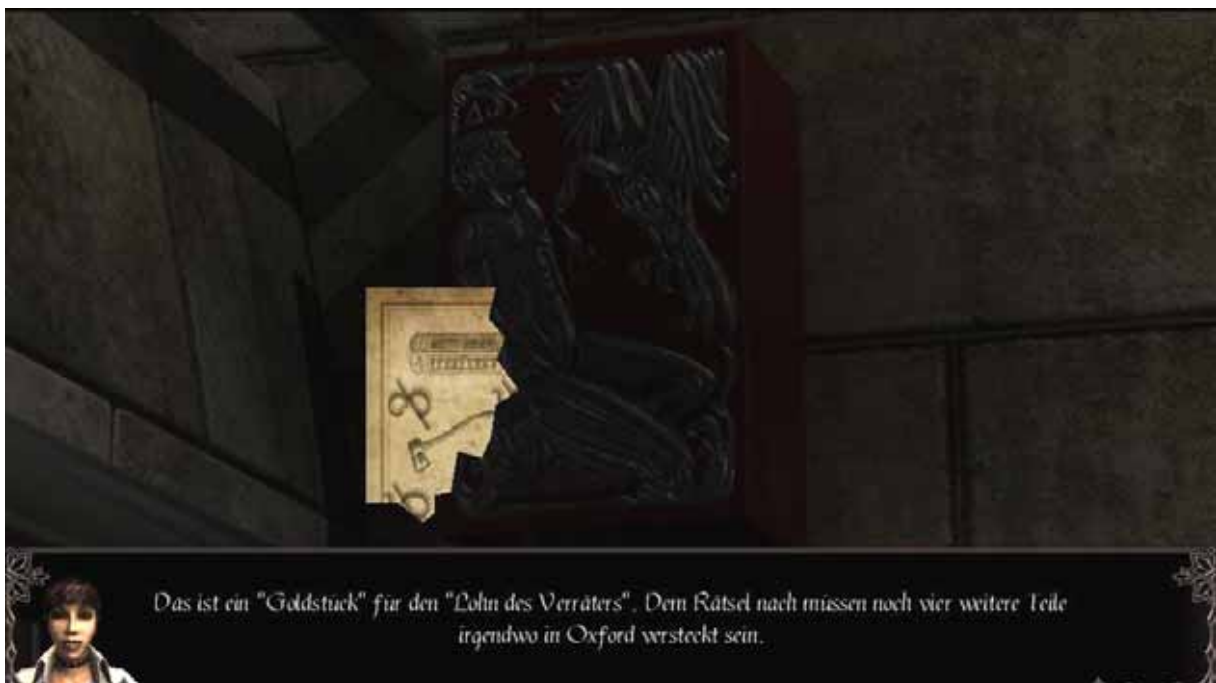 Das ist ein "Goldstück" für den "Lohn des Verräters". Dem Rätsel nach müssen noch vier weitere Teile
irgendwo in Oxford versteckt sein.